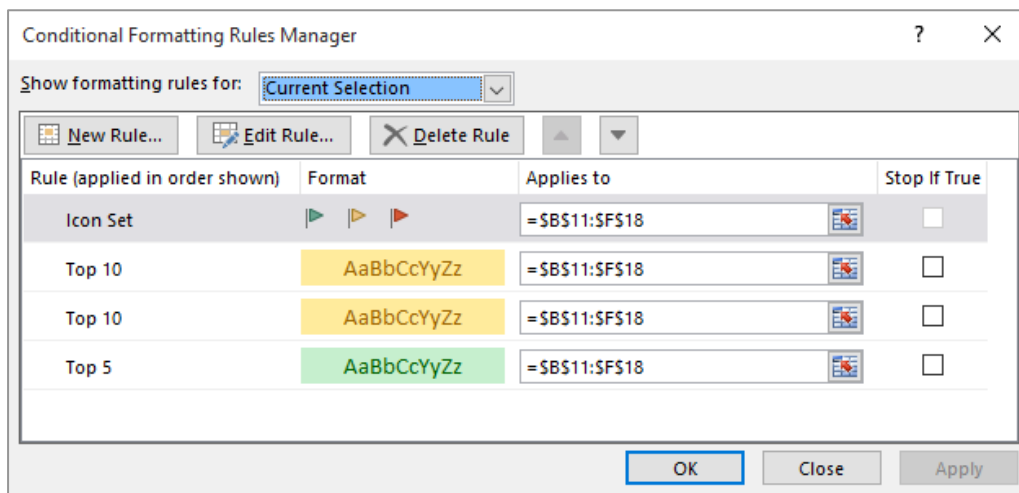 Conditional Formatting Rules Manager ? ×
Show formatting rules for: Current Selection
New Rule... Edit Rule... Delete Rule
Rule (applied in order shown) Format Applies to Stop If True
Icon Set =$B$11:$F$18
Top 10 AaBbCcYyZz =$B$11:$F$18
Top 10 AaBbCcYyZz =$B$11:$F$18
Top 5 AaBbCcYyZz =$B$11:$F$18
OK Close Apply